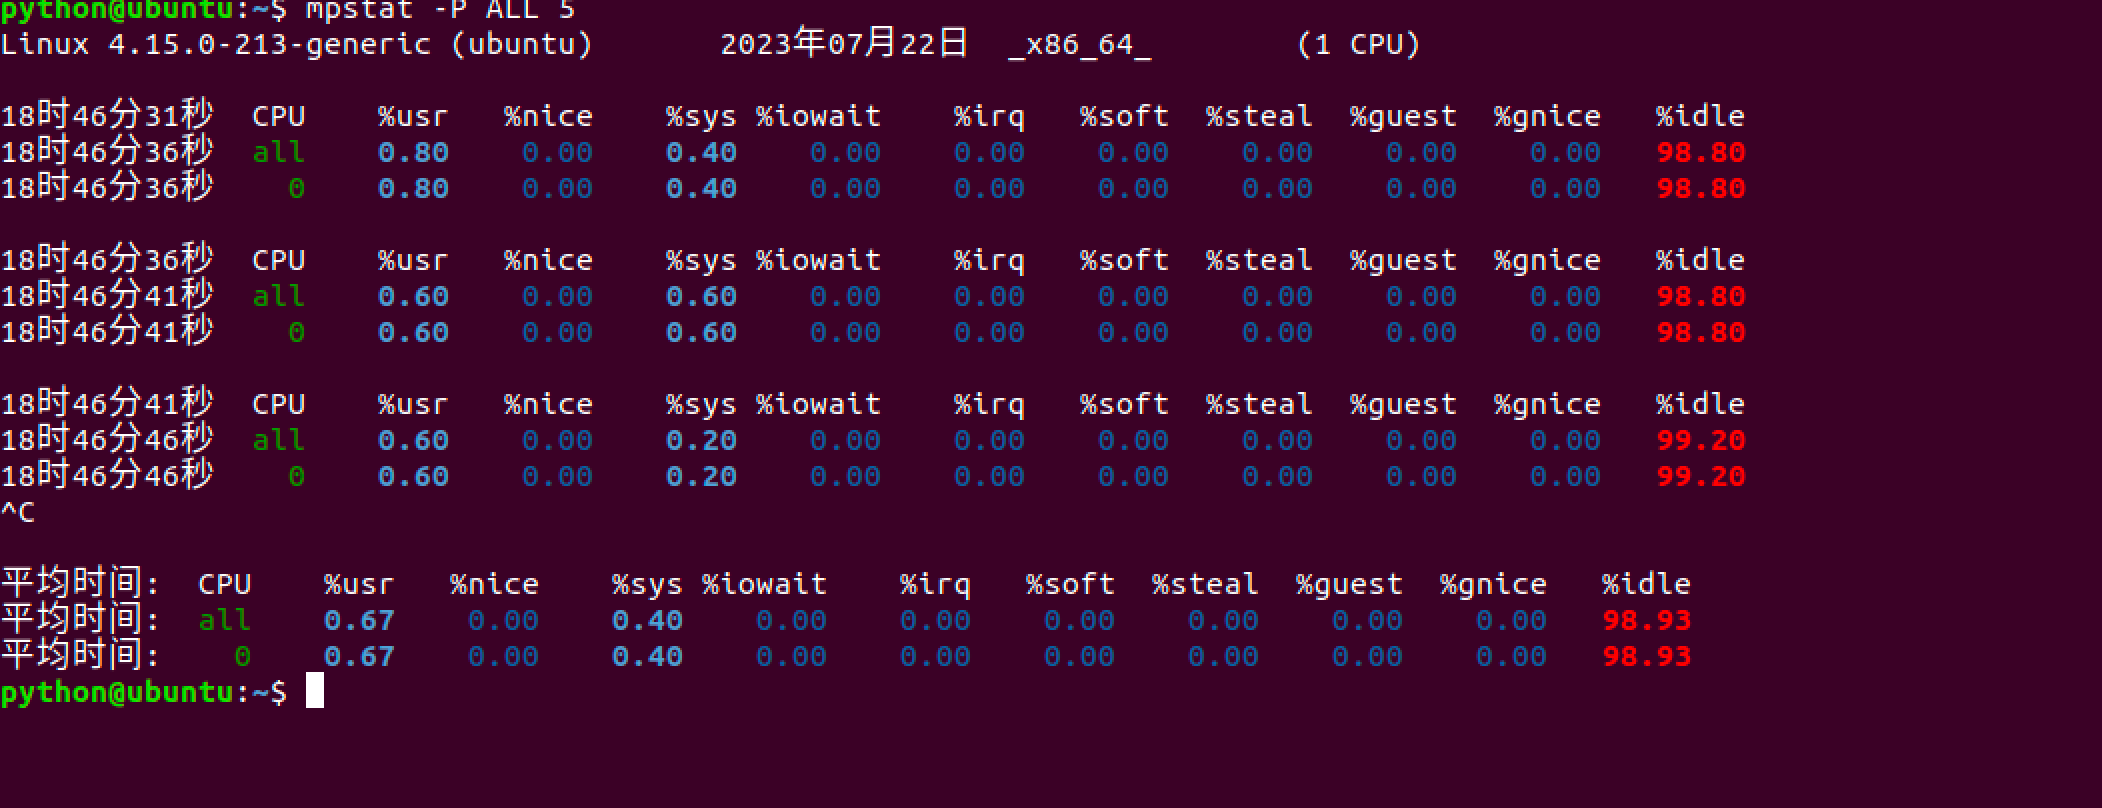 python@ubuntu:~$ mpstat -P ALL 5
Linux 4.15.0-213-generic (ubuntu) 2023年07月22日 _x86_64_ (1 CPU)
18时46分31秒 CPU %usr %nice %sys %iowait %irq %soft %steal %guest %gnice %idle
18时46分36秒 all 0.80 0.00 0.40 0.00 0.00 0.00 0.00 0.00 0.00 98.80
18时46分36秒 0 0.80 0.00 0.40 0.00 0.00 0.00 0.00 0.00 0.00 98.80
18时46分36秒 CPU %usr %nice %sys %iowait %irq %soft %steal %guest %gnice %idle
18时46分41秒 all 0.60 0.00 0.60 0.00 0.00 0.00 0.00 0.00 0.00 98.80
18时46分41秒 0 0.60 0.00 0.60 0.00 0.00 0.00 0.00 0.00 0.00 98.80
18时46分41秒 CPU %usr %nice %sys %iowait %irq %soft %steal %guest %gnice %idle
18时46分46秒 all 0.60 0.00 0.20 0.00 0.00 0.00 0.00 0.00 0.00 99.20
18时46分46秒 0 0.60 0.00 0.20 0.00 0.00 0.00 0.00 0.00 0.00 99.20
^C
平均时间: CPU %usr %nice %sys %iowait %irq %soft %steal %guest %gnice %idle
平均时间: all 0.67 0.00 0.40 0.00 0.00 0.00 0.00 0.00 0.00 98.93
平均时间: 0 0.67 0.00 0.40 0.00 0.00 0.00 0.00 0.00 0.00 98.93
python@ubuntu:~$